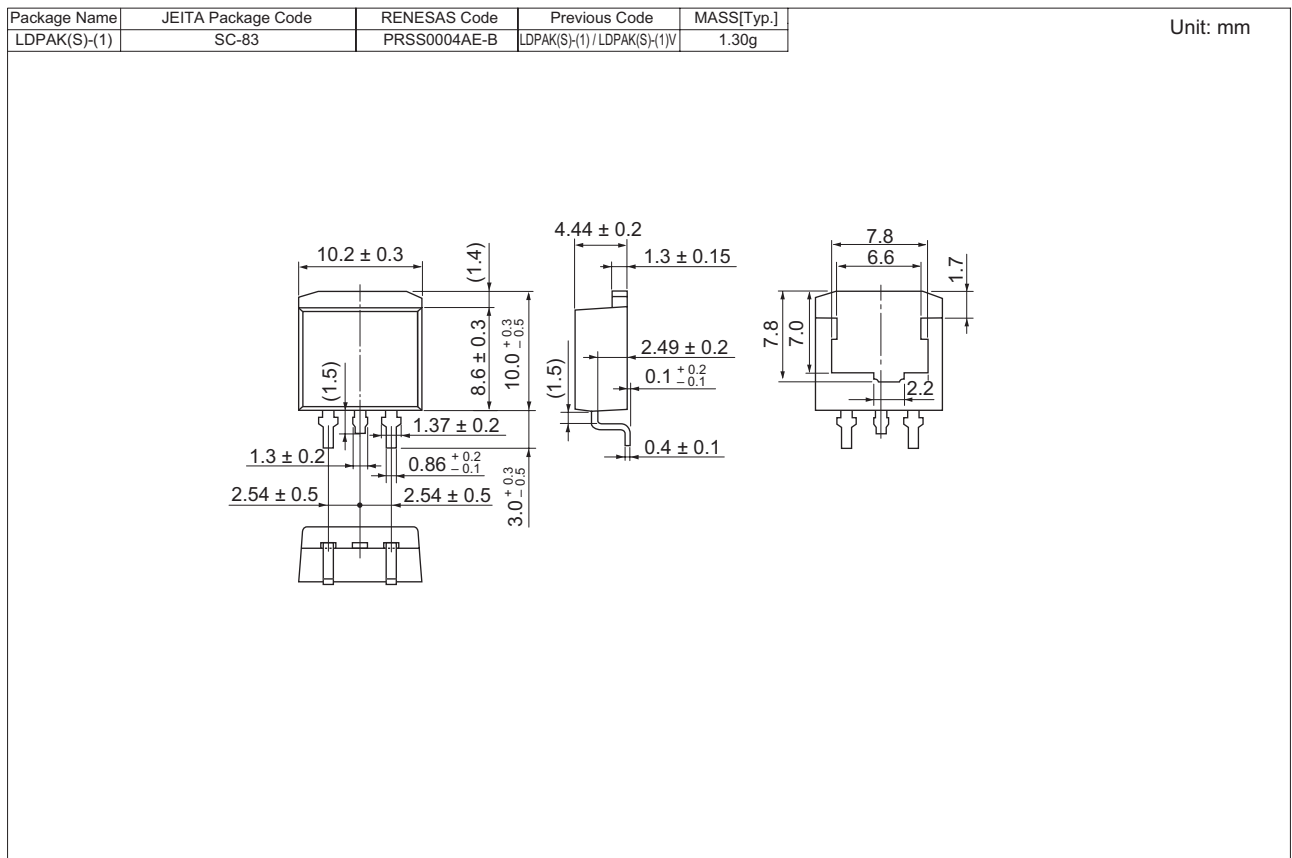 Package Name JEITA Package Code RENESAS Code Previous Code MASS[Typ.]
LDPAK(S)-(1) SC-83 PRSS0004AE-B LDPAK(S)-(1) / LDPAK(S)-(1)V 1.30g
Unit: mm
10.2 ± 0.3
(1.4)
8.6 ± 0.3
10.0 + 0.3 – 0.5
(1.5)
1.37 ± 0.2
1.3 ± 0.2
0.86 + 0.2 – 0.1
2.54 ± 0.5
2.54 ± 0.5
3.0 + 0.3 – 0.5
4.44 ± 0.2
1.3 ± 0.15
2.49 ± 0.2
(1.5)
0.1 + 0.2 – 0.1
0.4 ± 0.1
7.8
6.6
1.7
7.8
7.0
2.2